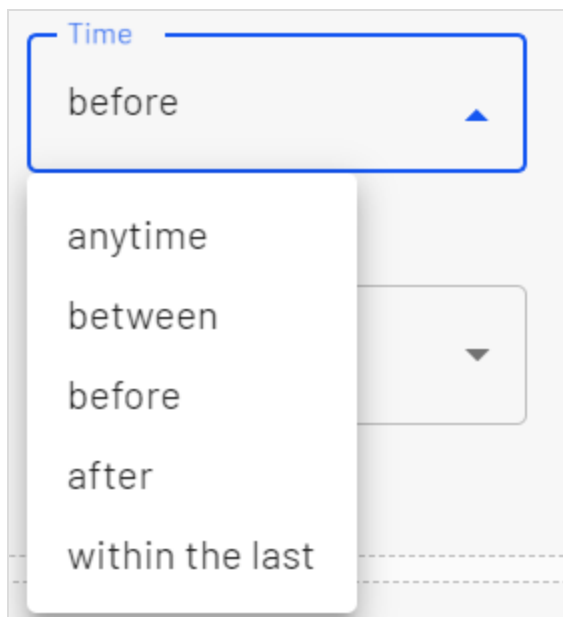 Time
before
anytime
between
before
after
within the last